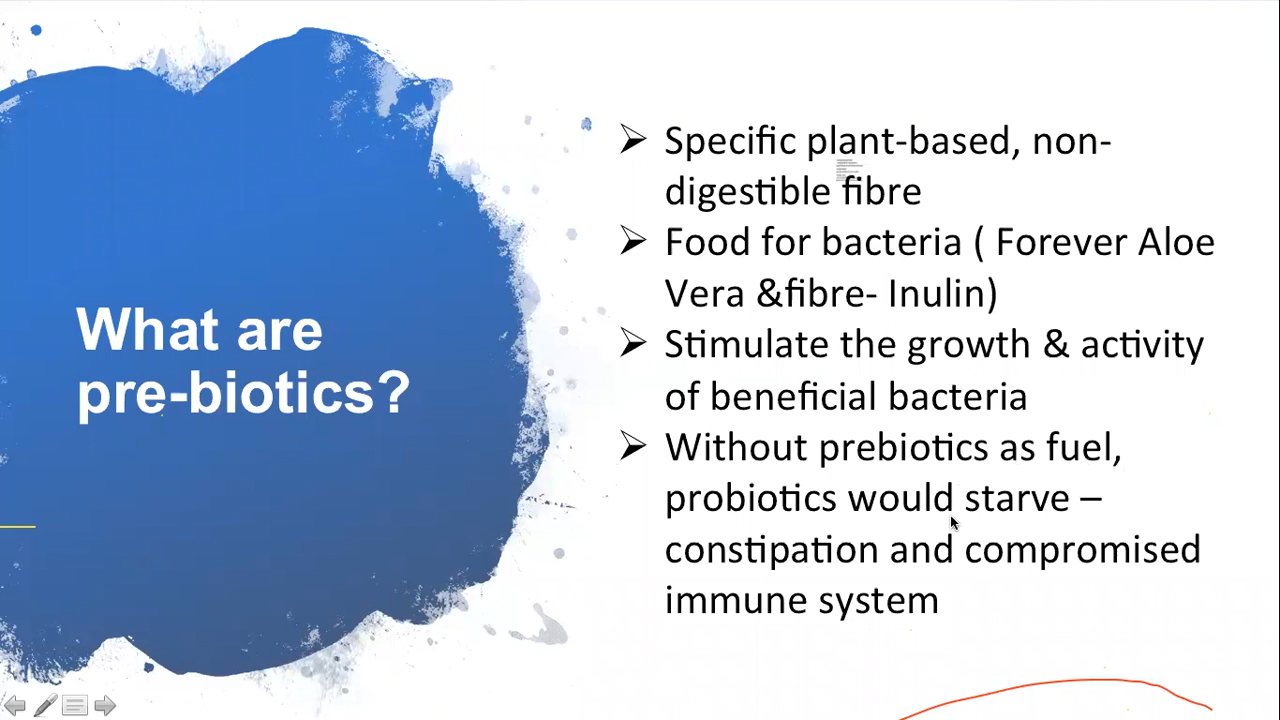 What are
pre-biotics?
Specific plant-based, non-
digestible fibre
Food for bacteria ( Forever Aloe
Vera &fibre- Inulin)
Stimulate the growth & activity
of beneficial bacteria
Without prebiotics as fuel,
probiotics would starve –
constipation and compromised
immune system